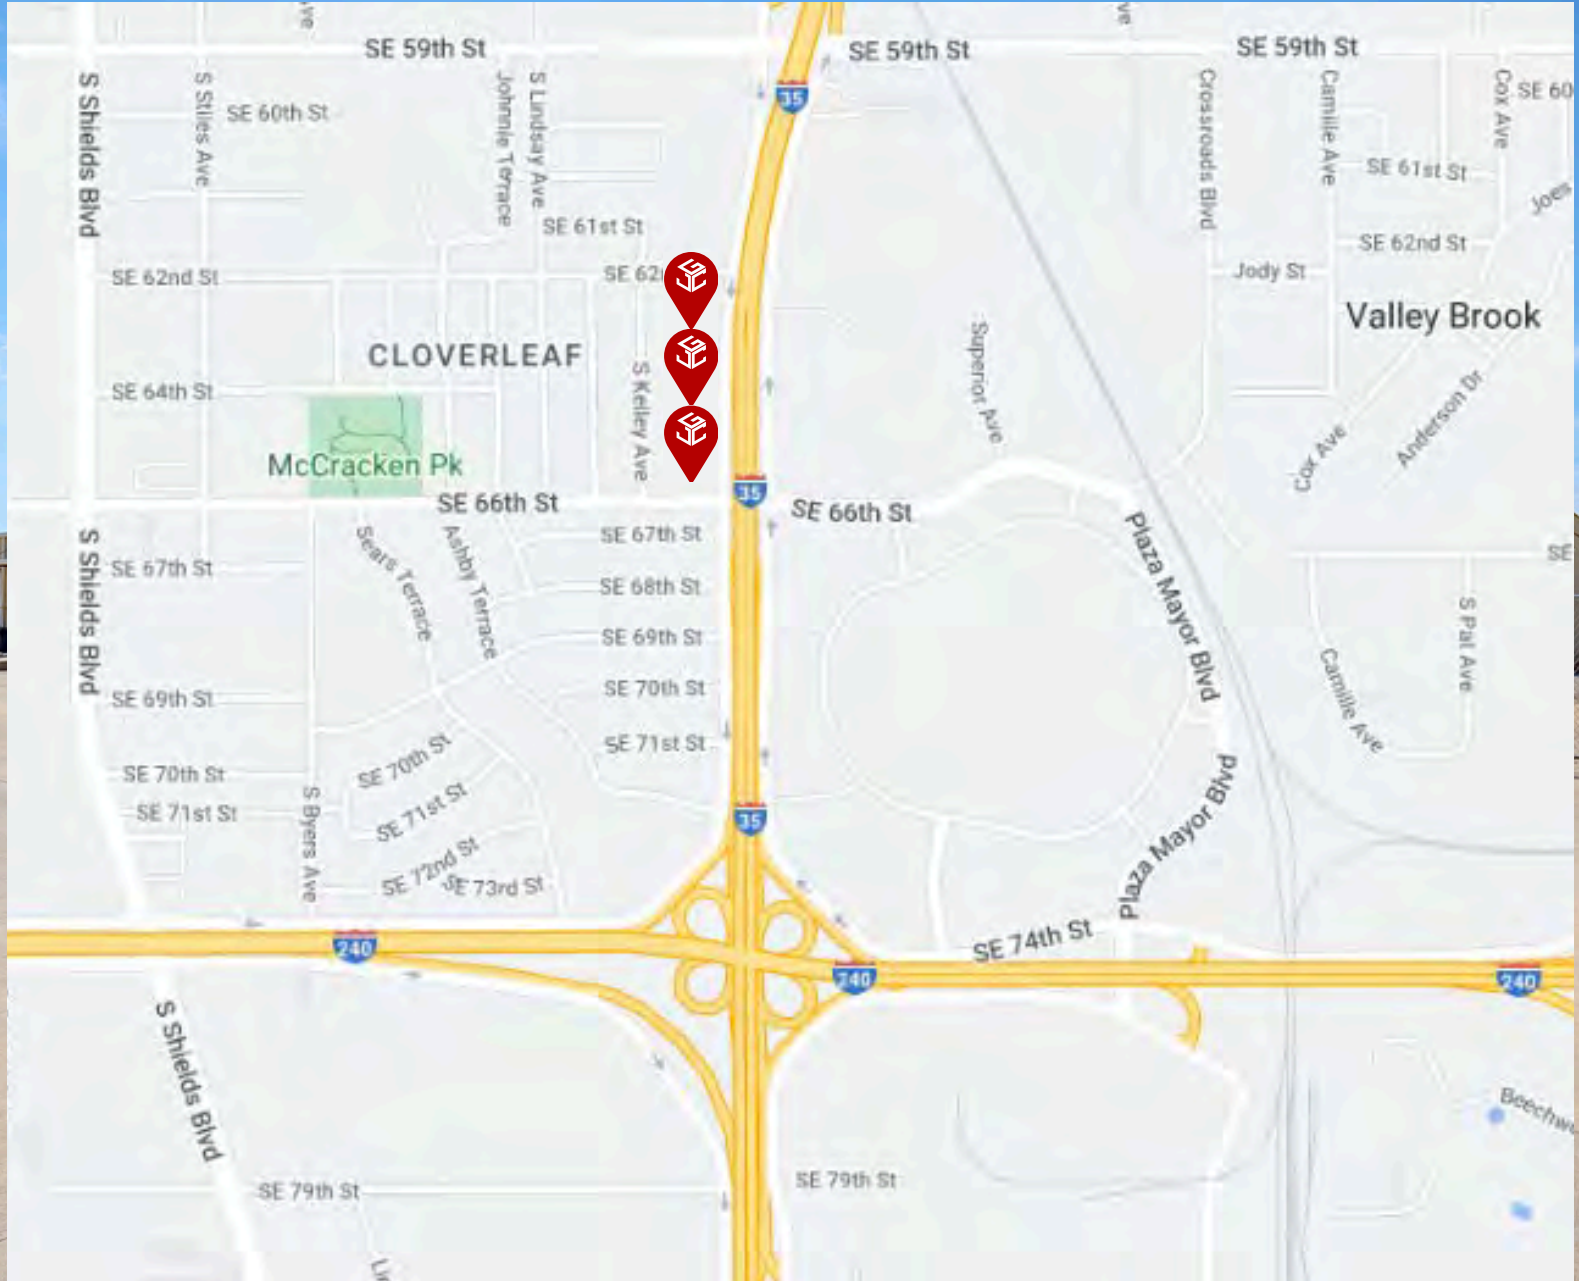 SE 59th St
SE 59th St
SE 59th St
35
S Shields Blvd
S Stiles Ave
SE 60th St
Johnnie Terrace
S Lindsay Ave
Crossroads Blvd
Camille Ave
Cox Ave
SE 60
SE 61st St
Joes
SE 61st St
SE 62nd St
SE 62nd St
SE 62
Jody St
Valley Brook
CLOVERLEAF
Superior Ave
S Kelley Ave
SE 64th St
Cox Ave
Anderson Dr
McCracken Pk
SE 66th St
35
SE 66th St
S Shields Blvd
SE 67th St
Sears Terrace
Ashby Terrace
SE 67th St
SE 68th St
SE 69th St
SE 70th St
SE 71st St
Plaza Mayor Blvd
SE
S Pat Ave
Camille Ave
SE 69th St
SE 70th St
SE 71st St
S Byers Ave
SE 70th St
SE 71st St
SE 72nd St
SE 73rd St
35
Plaza Mayor Blvd
240
SE 74th St
240
240
S Shields Blvd
Beechw
SE 79th St
SE 79th St